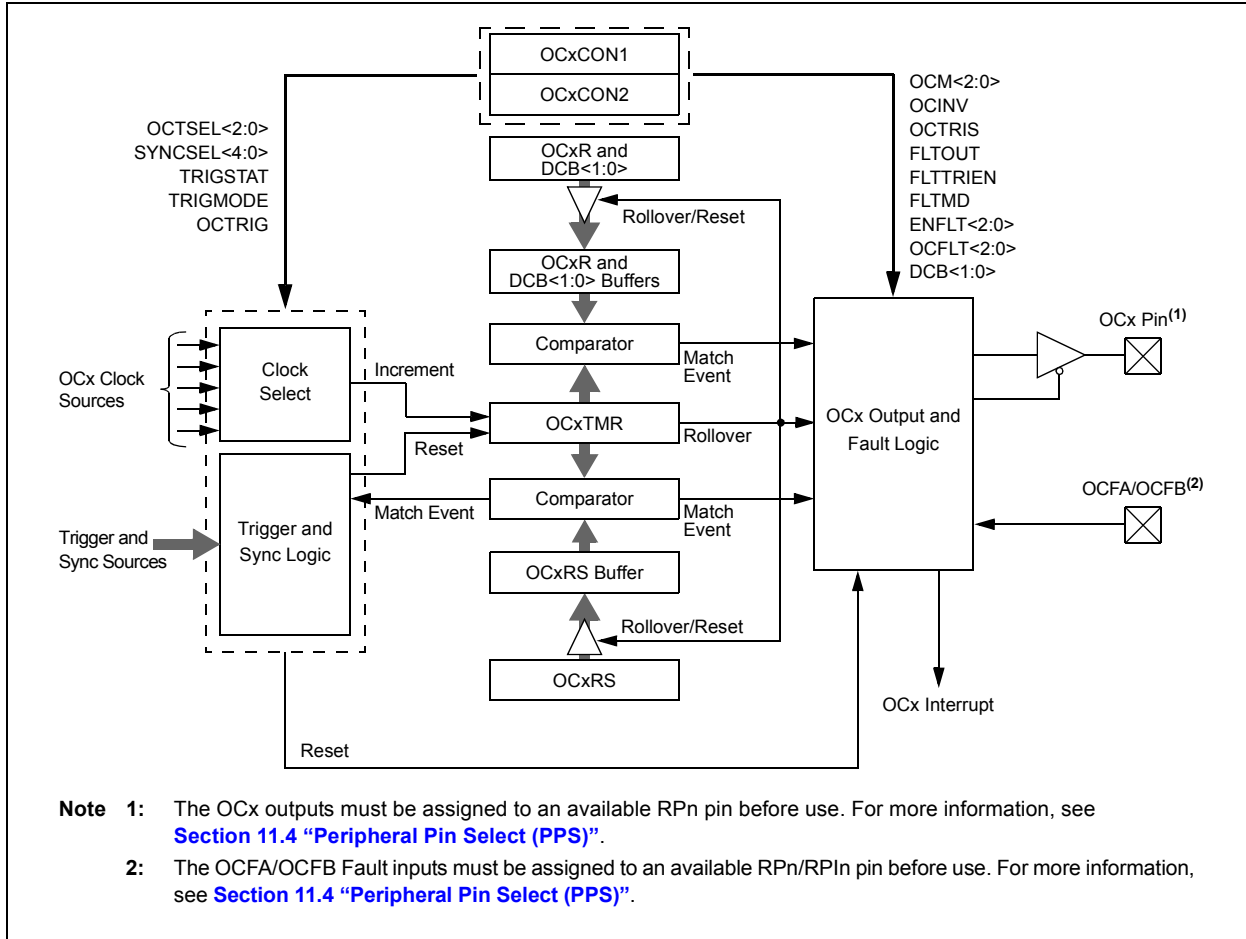 OCxCON1
OCxCON2
OCTSEL<2:0>
SYNCSEL<4:0>
TRIGSTAT
TRIGMODE
OCTRIG
OCM<2:0>
OCINV
OCTRIS
FLTOUT
FLTTRIEN
FLTMD
ENFLT<2:0>
OCFLT<2:0>
DCB<1:0>
OCxR and
DCB<1:0>
Rollover/Reset
OCxR and
DCB<1:0> Buffers
Comparator
Match
Event
OCx Clock
Sources
Clock
Select
Increment
OCxTMR
Rollover
Reset
OCx Output and
Fault Logic
OCx Pin(1)
OCFA/OCFB(2)
Trigger and
Sync Sources
Trigger and
Sync Logic
Match Event
Comparator
Match
Event
OCxRS Buffer
Rollover/Reset
OCxRS
OCx Interrupt
Reset
Note 1: The OCx outputs must be assigned to an available RPn pin before use. For more information, see
Section 11.4 “Peripheral Pin Select (PPS)”.
2: The OCFA/OCFB Fault inputs must be assigned to an available RPn/RPIn pin before use. For more information,
see Section 11.4 “Peripheral Pin Select (PPS)”.